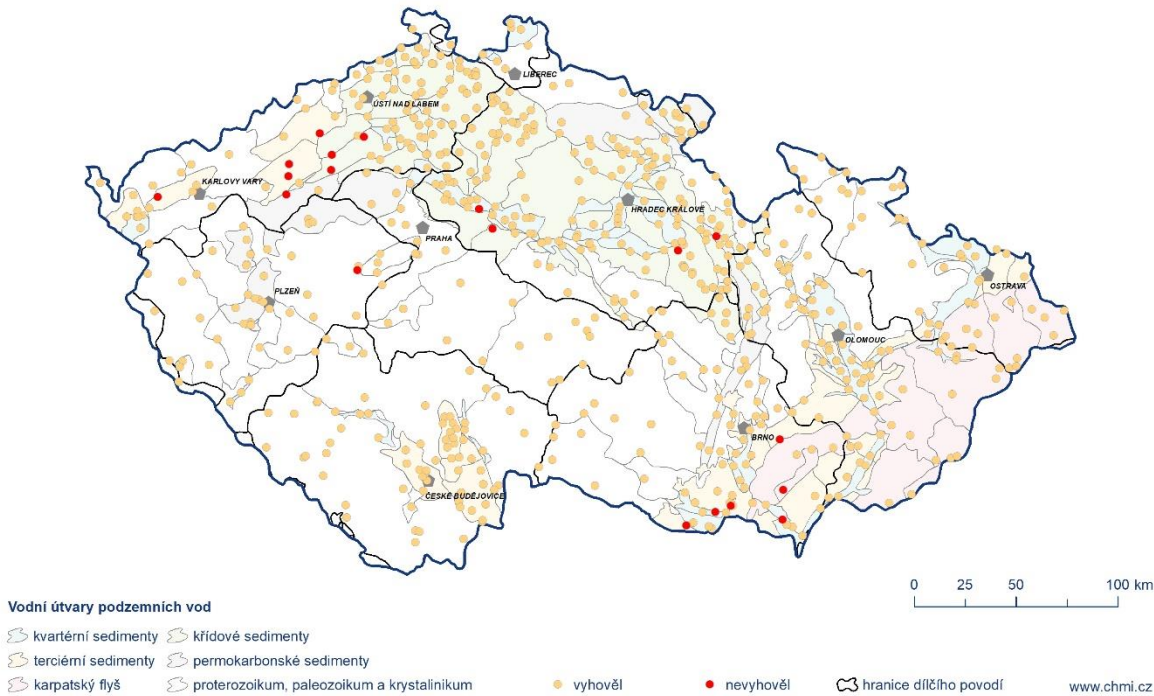 LIBEREC
ÚSTÍ NAD LABEM
KARLOVY VARY
HRADEC KRÁLOVÉ
PRAHA
PLZEŇ
OSTRAVA
OLOMOUC
BRNO
ČESKÉ BUDĚJOVICE
0 25 50 100 km
Vodní útvary podzemních vod
kvartérní sedimenty křídové sedimenty
terciérní sedimenty permokarbonské sedimenty
karpatský flyš proterozoikum, paleozoikum a krystalinikum vyhověl nevyhověl hranice dílčího povodí www.chmi.cz